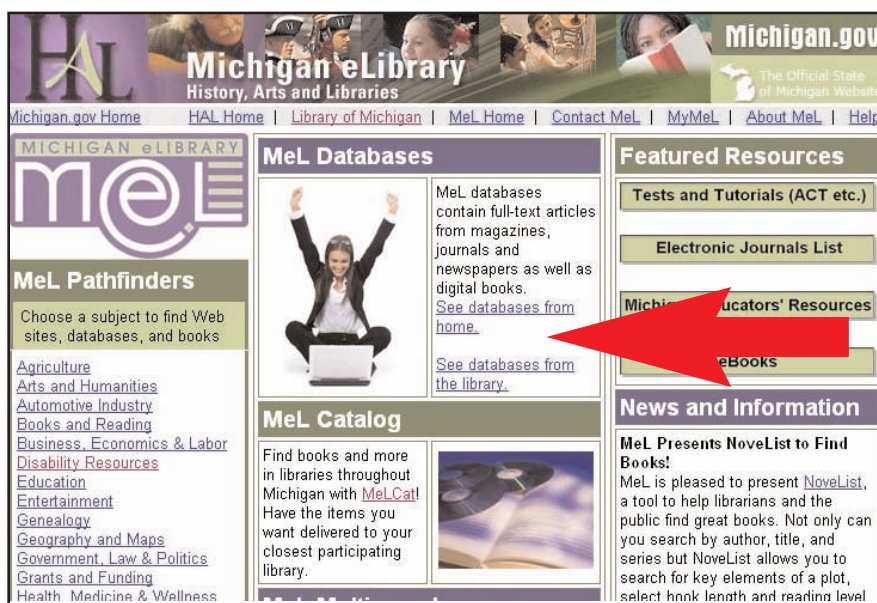 HAL
Michigan eLibrary
History, Arts and Libraries
Michigan.gov
The Official State
of Michigan Website
Michigan.gov Home HAL Home | Library of Michigan | MeL Home | Contact MeL | MyMeL | About MeL | Help
MICHIGAN eLIBRARY
MeL
MeL Pathfinders
Choose a subject to find Web
sites, databases, and books
Agriculture
Arts and Humanities
Automotive Industry
Books and Reading
Business, Economics & Labor
Disability Resources
Education
Entertainment
Genealogy
Geography and Maps
Government, Law & Politics
Grants and Funding
Health, Medicine & Wellness
MeL Databases
MeL databases
contain full-text articles
from magazines,
journals and
newspapers as well as
digital books.
See databases from
home.
See databases from
the library.
MeL Catalog
Find books and more
in libraries throughout
Michigan with MeLCat!
Have the items you
want delivered to your
closest participating
library.
Featured Resources
Tests and Tutorials (ACT etc.)
Electronic Journals List
Resources
eBooks
News and Information
MeL Presents NoveList to Find
Books!
MeL is pleased to present NoveList,
a tool to help librarians and the
public find great books. Not only can
you search by author, title, and
series but NoveList allows you to
search for key elements of a plot,
select book length and reading level